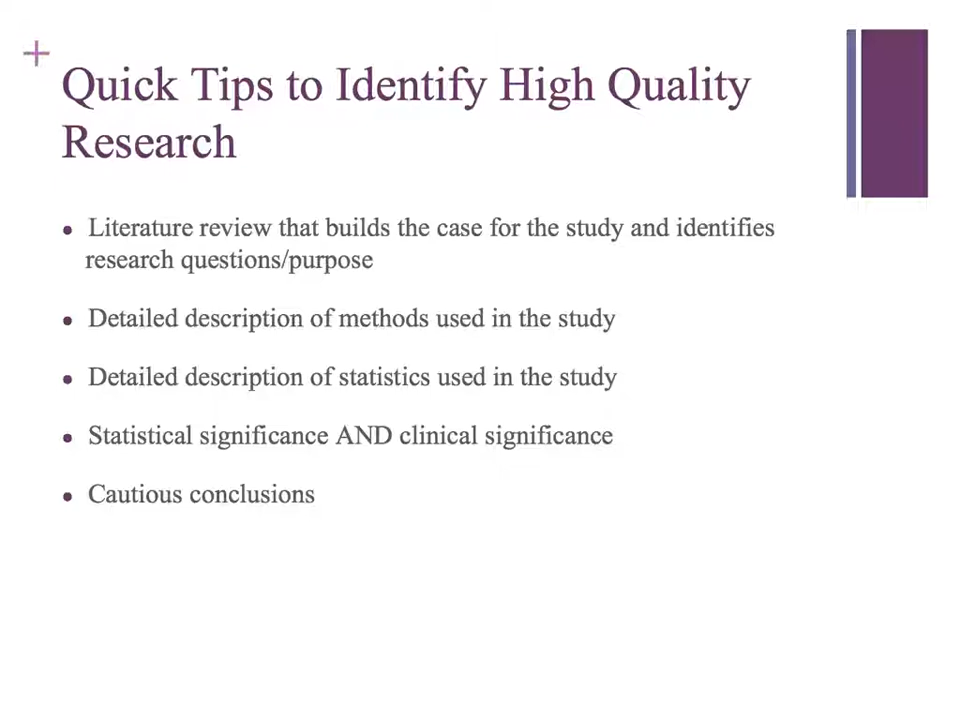 +
Quick Tips to Identify High Quality
Research
• Literature review that builds the case for the study and identifies
research questions/purpose
• Detailed description of methods used in the study
• Detailed description of statistics used in the study
• Statistical significance AND clinical significance
• Cautious conclusions